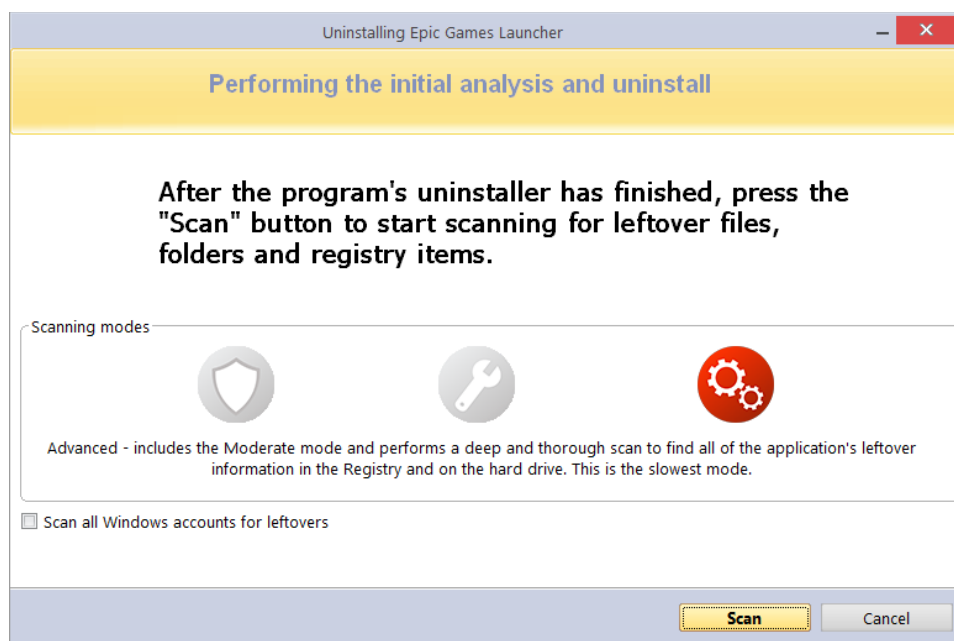 Uninstalling Epic Games Launcher
Performing the initial analysis and uninstall
After the program's uninstaller has finished, press the
"Scan" button to start scanning for leftover files,
folders and registry items.
Scanning modes
Advanced - includes the Moderate mode and performs a deep and thorough scan to find all of the application's leftover
information in the Registry and on the hard drive. This is the slowest mode.
Scan all Windows accounts for leftovers
Scan
Cancel